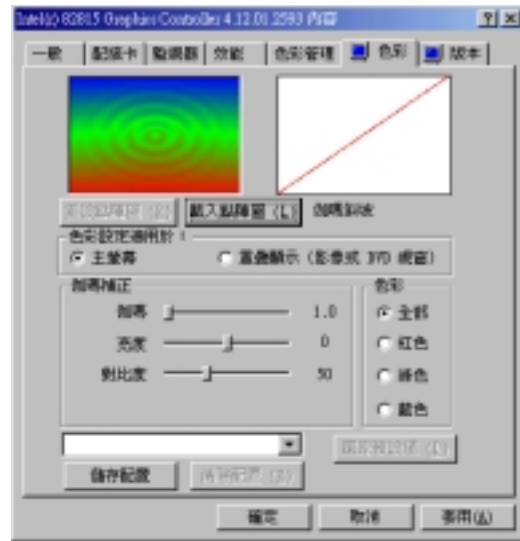 Intel(r) 82815 Graphics Controller 4.12.01.2593 內容
一般 配接卡 監視器 效能 色彩管理 色彩 版本
載入點陣圖 (L) 伽瑪斜坡
色彩設定適用於：
主螢幕 重疊顯示 (影像或 DVD 視窗)
伽瑪補正 色彩
伽瑪 1.0 全部
亮度 0 紅色
對比度 50 綠色
藍色
儲存配置
確定 取消 套用(A)